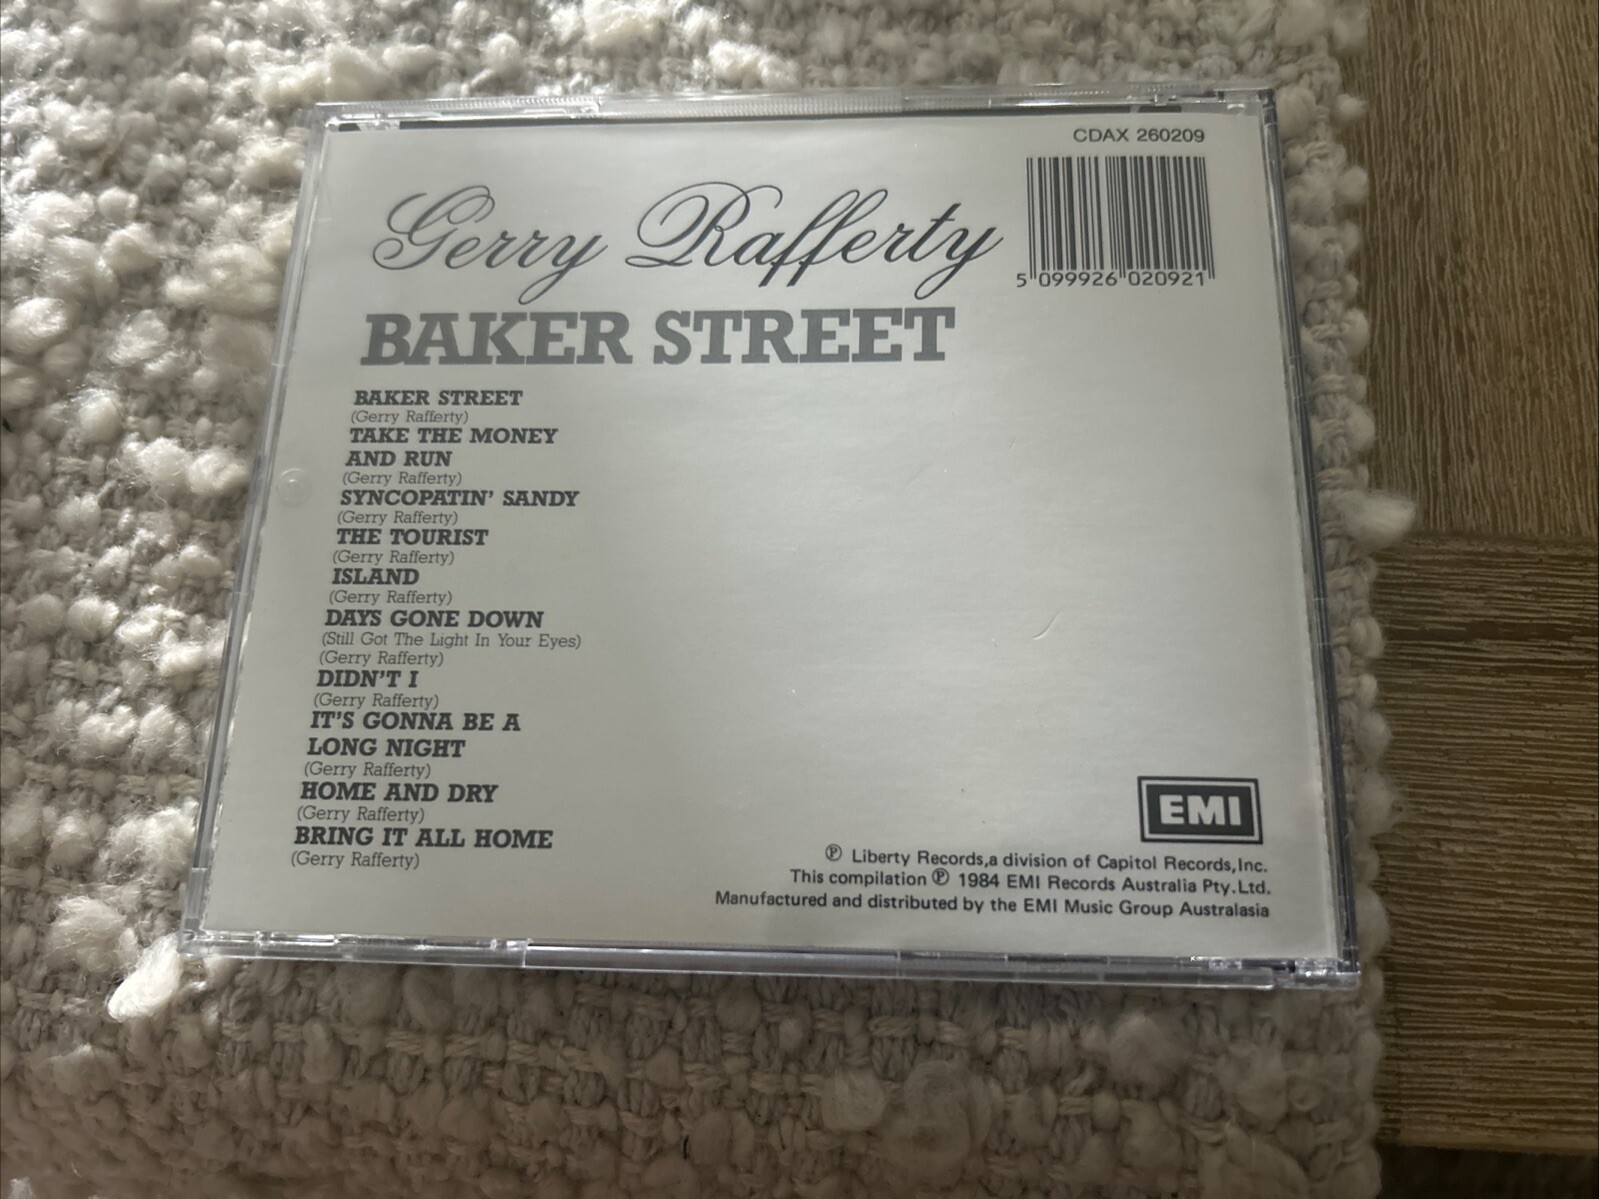 CDAX 260209
5 099926 020921
Gerry Rafferty
BAKER STREET
BAKER STREET
(Gerry Rafferty)
TAKE THE MONEY
AND RUN
(Gerry Rafferty)
SYNCOPATIN' SANDY
(Gerry Rafferty)
THE TOURIST
(Gerry Rafferty)
ISLAND
(Gerry Rafferty)
DAYS GONE DOWN
(Still Got The Light In Your Eyes)
(Gerry Rafferty)
DIDN'T I
(Gerry Rafferty)
IT'S GONNA BE A
LONG NIGHT
(Gerry Rafferty)
HOME AND DRY
(Gerry Rafferty)
BRING IT ALL HOME
(Gerry Rafferty)
EMI
℗ Liberty Records,a division of Capitol Records,Inc.
This compilation ℗ 1984 EMI Records Australia Pty.Ltd.
Manufactured and distributed by the EMI Music Group Australasia